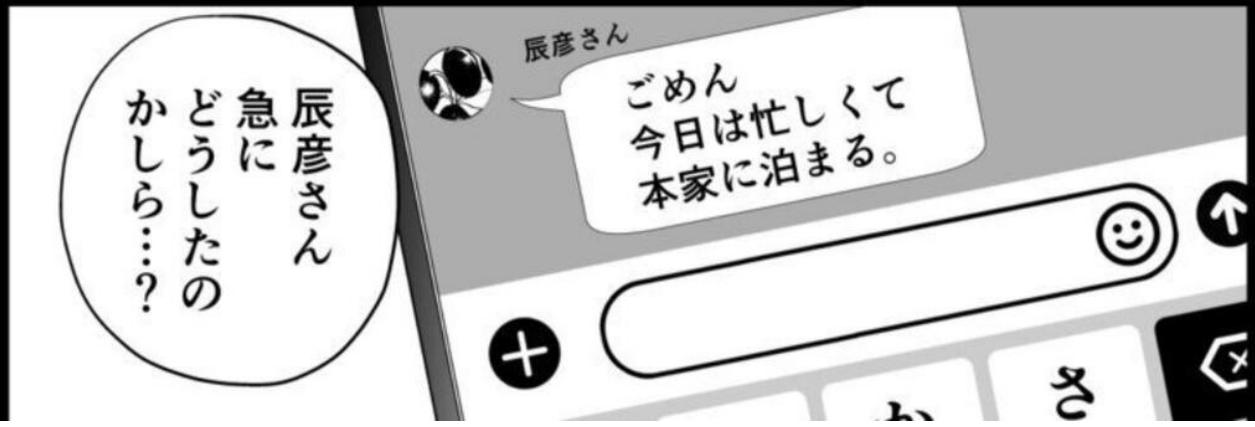 辰彦さん
急に
どうしたの
かしら…?
辰彦さん
ごめん
今日は忙しくて
本家に泊まる。
か
さ